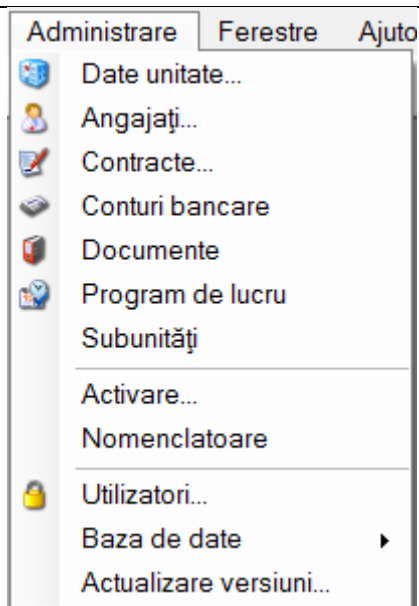 Administrare Ferestre Ajuto
Date unitate...
Angajaţi...
Contracte...
Conturi bancare
Documente
Program de lucru
Subunităţi
Activare...
Nomenclatoare
Utilizatori...
Baza de date
Actualizare versiuni...